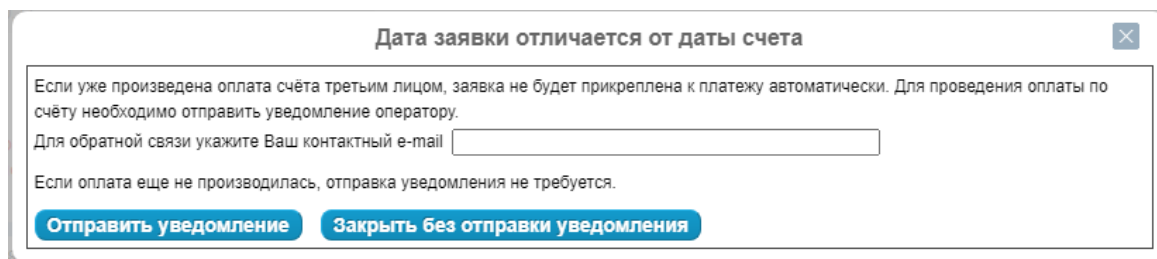 Дата заявки отличается от даты счета
Если уже произведена оплата счёта третьим лицом, заявка не будет прикреплена к платежу автоматически. Для проведения оплаты по
счёту необходимо отправить уведомление оператору.
Для обратной связи укажите Ваш контактный e-mail
Если оплата еще не производилась, отправка уведомления не требуется.
Отправить уведомление Закрыть без отправки уведомления